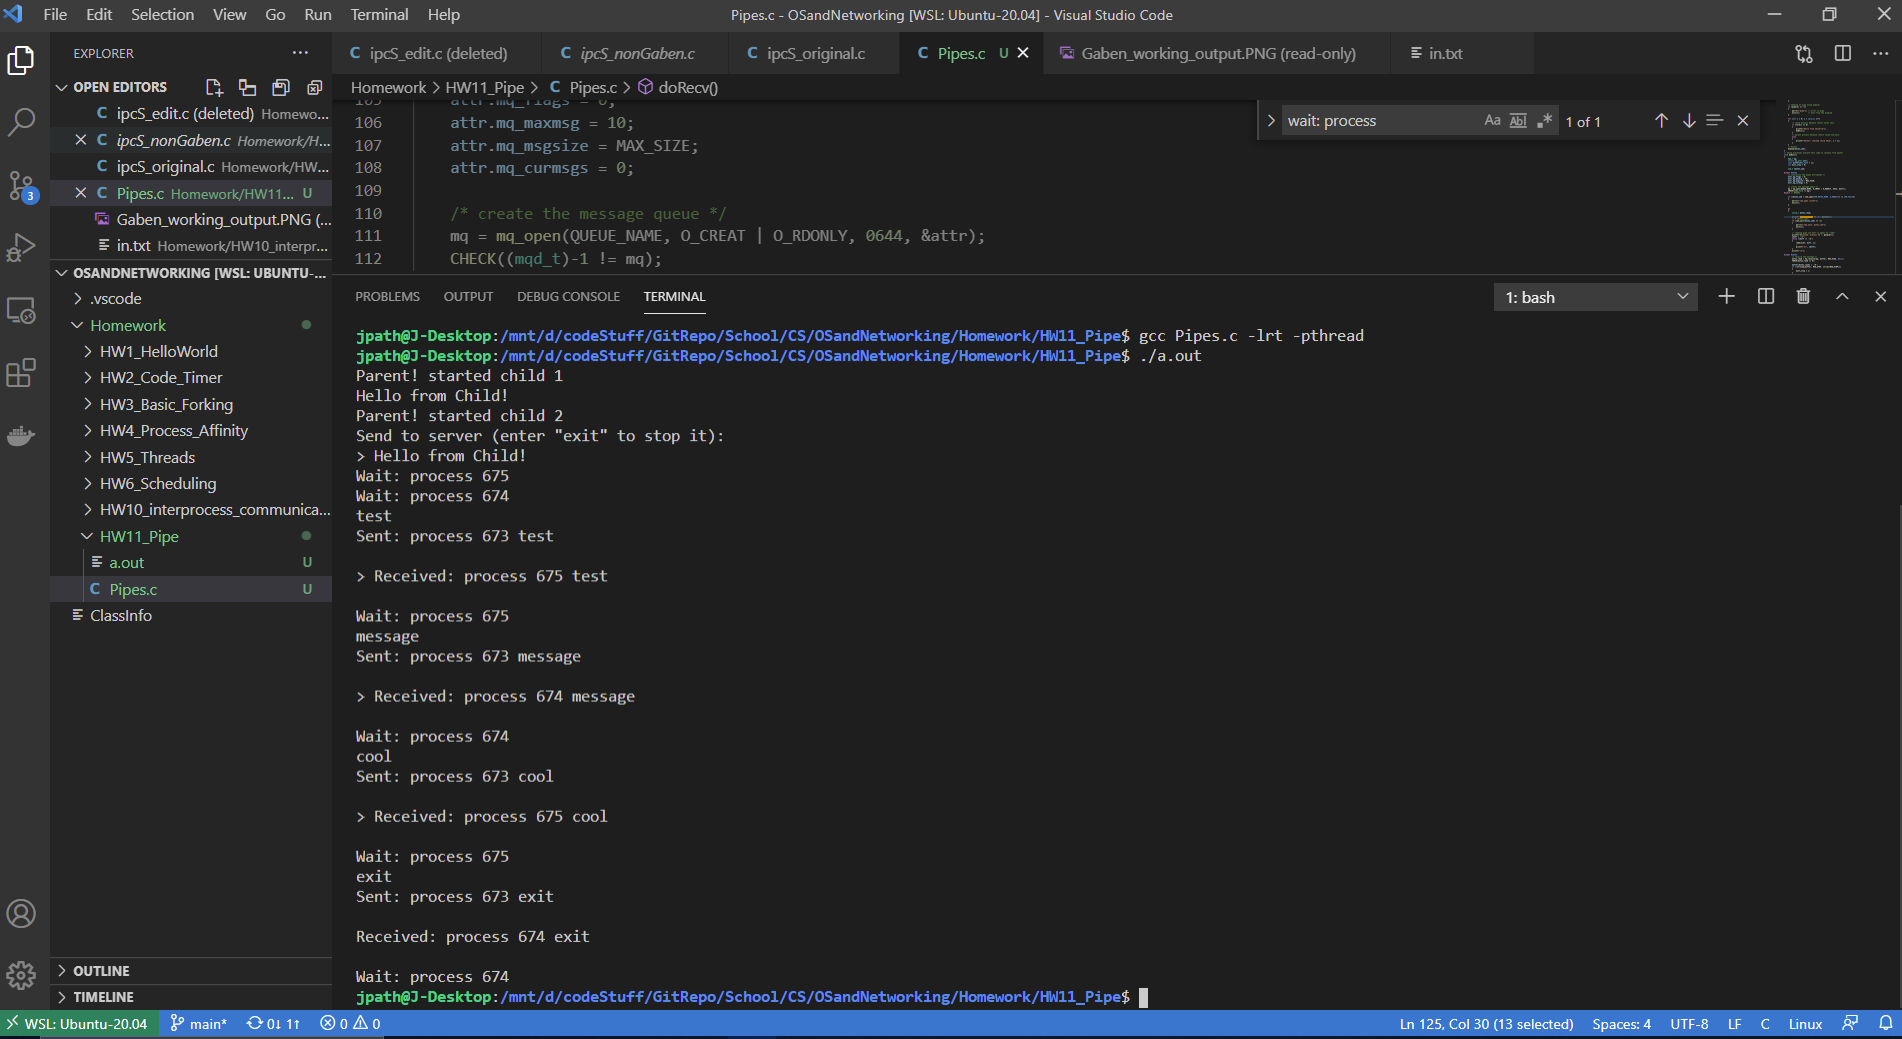 File Edit Selection View Go Run Terminal Help
Pipes.c - OSandNetworking [WSL: Ubuntu-20.04] - Visual Studio Code
EXPLORER
OPEN EDITORS
ipcS_edit.c (deleted) Homewo...
ipcS_nonGaben.c Homework/H...
ipcS_original.c Homework/HW...
Pipes.c Homework/HW11... U
Gaben_working_output.PNG (...
in.txt Homework/HW10_interpr...
OSANDNETWORKING [WSL: UBUNTU-...
.vscode
Homework
HW1_HelloWorld
HW2_Code_Timer
HW3_Basic_Forking
HW4_Process_Affinity
HW5_Threads
HW6_Scheduling
HW10_interprocess_communica...
HW11_Pipe
a.out U
Pipes.c U
ClassInfo
OUTLINE
TIMELINE
3
ipcS_edit.c (deleted) ipcS_nonGaben.c ipcS_original.c Pipes.c U Gaben_working_output.PNG (read-only) in.txt
Homework > HW11_Pipe > C Pipes.c > doRecv()
wait: process Aa Abl .* 1 of 1
105 attr.mq_flags = 0;
106 attr.mq_maxmsg = 10;
107 attr.mq_msgsize = MAX_SIZE;
108 attr.mq_curmsgs = 0;
109
110 /* create the message queue */
111 mq = mq_open(QUEUE_NAME, O_CREAT | O_RDONLY, 0644, &attr);
112 CHECK((mqd_t)-1 != mq);
PROBLEMS OUTPUT DEBUG CONSOLE TERMINAL
1: bash
jpath@J-Desktop:/mnt/d/codeStuff/GitRepo/School/CS/OSandNetworking/Homework/HW11_Pipe$ gcc Pipes.c -lrt -pthread
jpath@J-Desktop:/mnt/d/codeStuff/GitRepo/School/CS/OSandNetworking/Homework/HW11_Pipe$ ./a.out
Parent! started child 1
Hello from Child!
Parent! started child 2
Send to server (enter "exit" to stop it):
> Hello from Child!
Wait: process 675
Wait: process 674
test
Sent: process 673 test
> Received: process 675 test
Wait: process 675
message
Sent: process 673 message
> Received: process 674 message
Wait: process 674
cool
Sent: process 673 cool
> Received: process 675 cool
Wait: process 675
exit
Sent: process 673 exit
Received: process 674 exit
Wait: process 674
jpath@J-Desktop:/mnt/d/codeStuff/GitRepo/School/CS/OSandNetworking/Homework/HW11_Pipe$
WSL: Ubuntu-20.04 main* 0↓ 1↑ 0 0
Ln 125, Col 30 (13 selected) Spaces: 4 UTF-8 LF C Linux